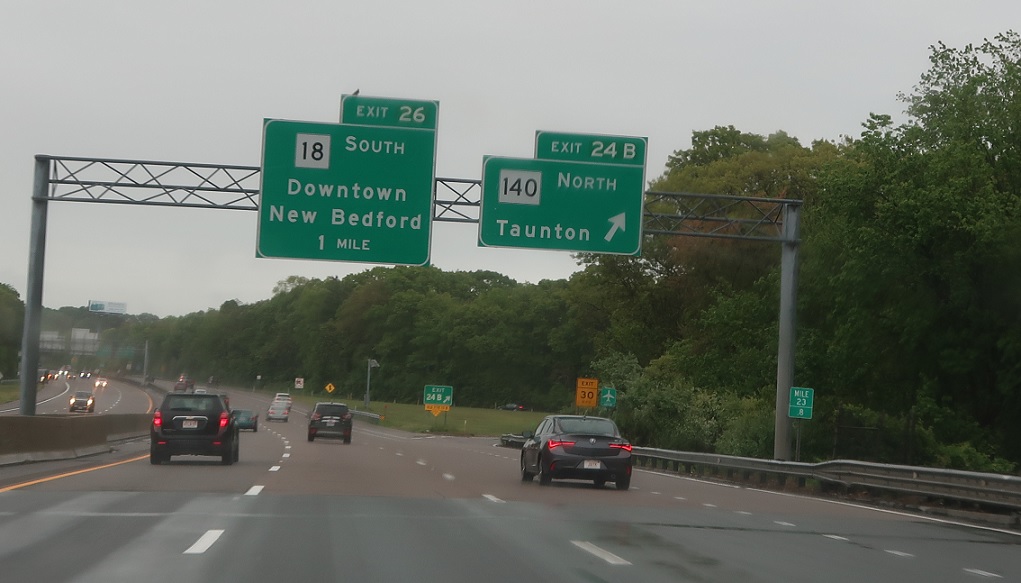 EXIT 26
18 SOUTH
Downtown
New Bedford
1 MILE
EXIT 24 B
140 NORTH
Taunton
EXIT
24 B
EXIT
30
MILE
23
.8